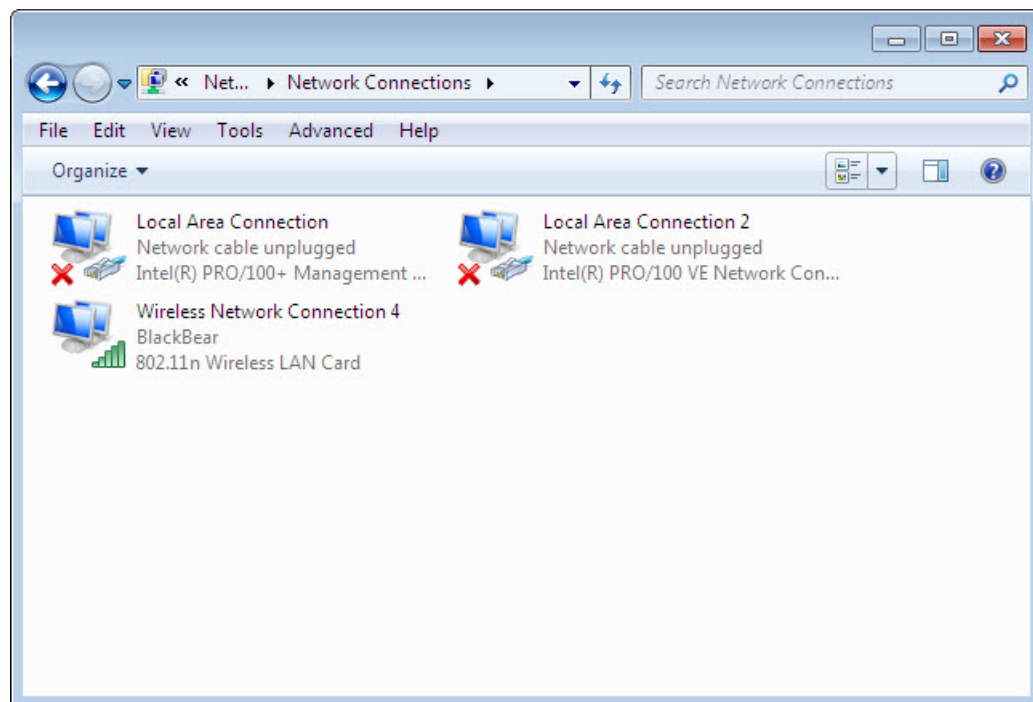 « Net... Network Connections
Search Network Connections
File Edit View Tools Advanced Help
Organize
Local Area Connection
Network cable unplugged
Intel(R) PRO/100+ Management ...
Local Area Connection 2
Network cable unplugged
Intel(R) PRO/100 VE Network Con...
Wireless Network Connection 4
BlackBear
802.11n Wireless LAN Card